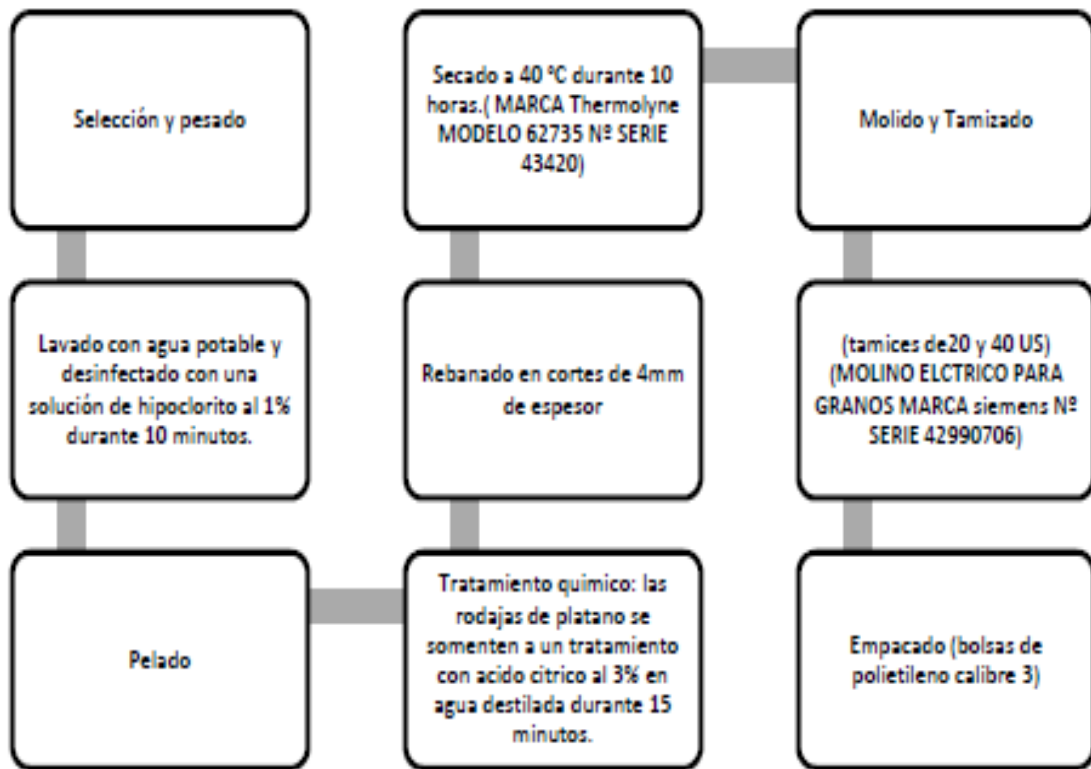 Selección y pesado
Lavado con agua potable y
desinfectado con una
solución de hipoclorito al 1%
durante 10 minutos.
Pelado
Tratamiento quimico: las
rodajas de platano se
somenten a un tratamiento
con acido citrico al 3% en
agua destilada durante 15
minutos.
Rebanado en cortes de 4mm
de espesor
Secado a 40 ºC durante 10
horas.( MARCA Thermolyne
MODELO 62735 Nº SERIE
43420)
Molido y Tamizado
(tamices de20 y 40 US)
(MOLINO ELCTRICO PARA
GRANOS MARCA siemens Nº
SERIE 42990706)
Empacado (bolsas de
polietileno calibre 3)